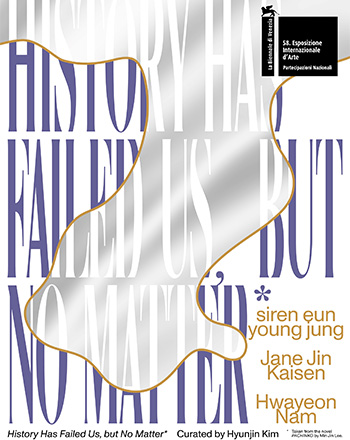 HISTORY HAS
FAILED US, BUT
NO MATTER*
La Biennale di Venezia
58. Esposizione
Internazionale
d'Arte
Partecipazioni Nazionali
siren eun
young jung
Jane Jin
Kaisen
Hwayeon
Nam
History Has Failed Us, but No Matter* Curated by Hyunjin Kim
* Taken from the novel
PACHINKO by Min Jin Lee.